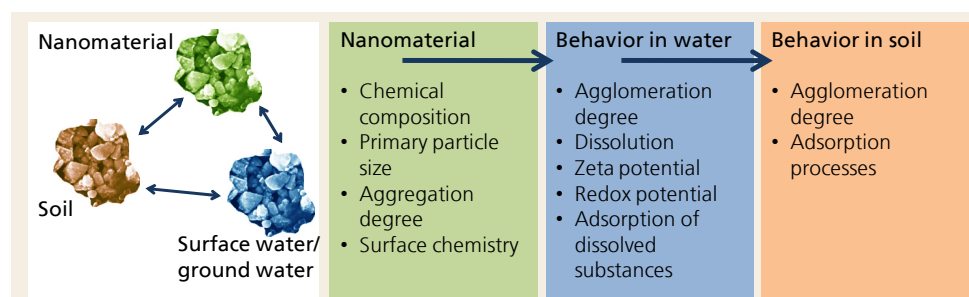 Nanomaterial
Soil
Surface water/
ground water
Nanomaterial
• Chemical
composition
• Primary particle
size
• Aggregation
degree
• Surface chemistry
Behavior in water
• Agglomeration
degree
• Dissolution
• Zeta potential
• Redox potential
• Adsorption of
dissolved
substances
Behavior in soil
• Agglomeration
degree
• Adsorption
processes